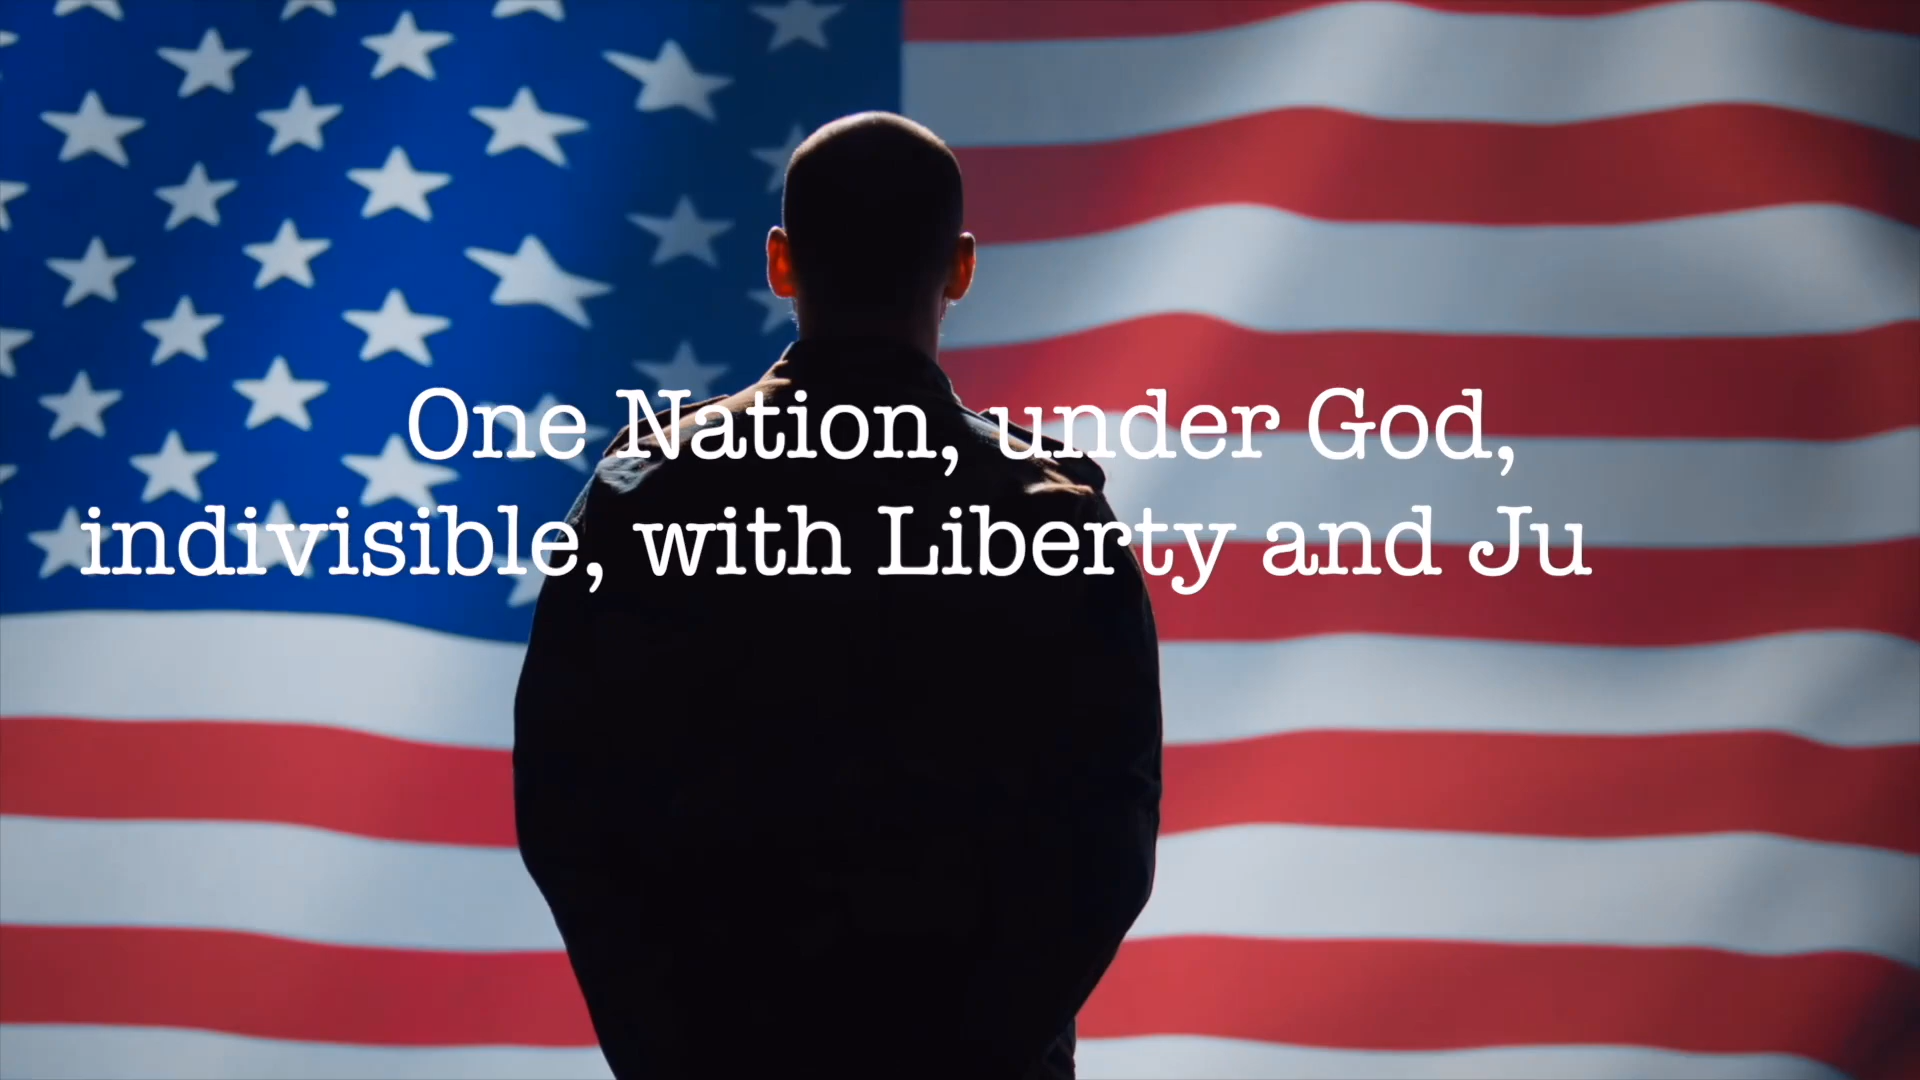 One Nation, under God,
indivisible, with Liberty and Ju